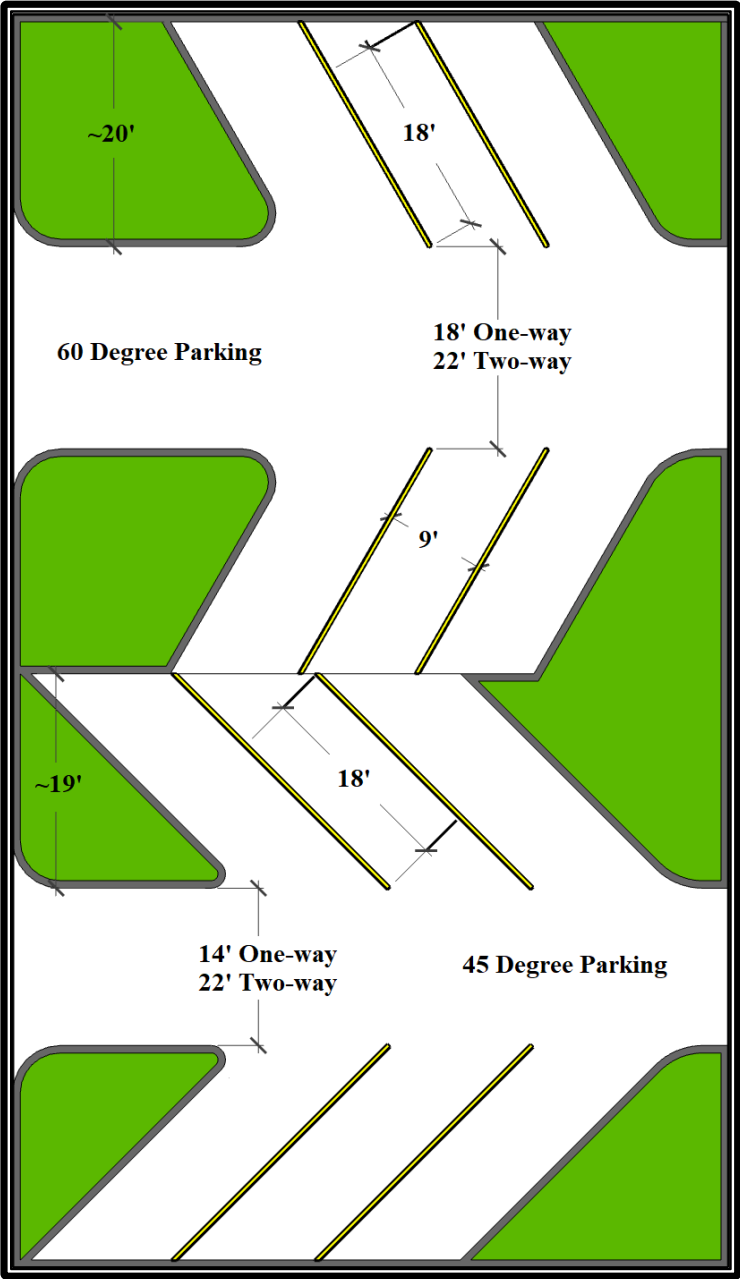 ~20'
18'
18' One-way
22' Two-way
60 Degree Parking
9'
~19'
18'
14' One-way
22' Two-way
45 Degree Parking